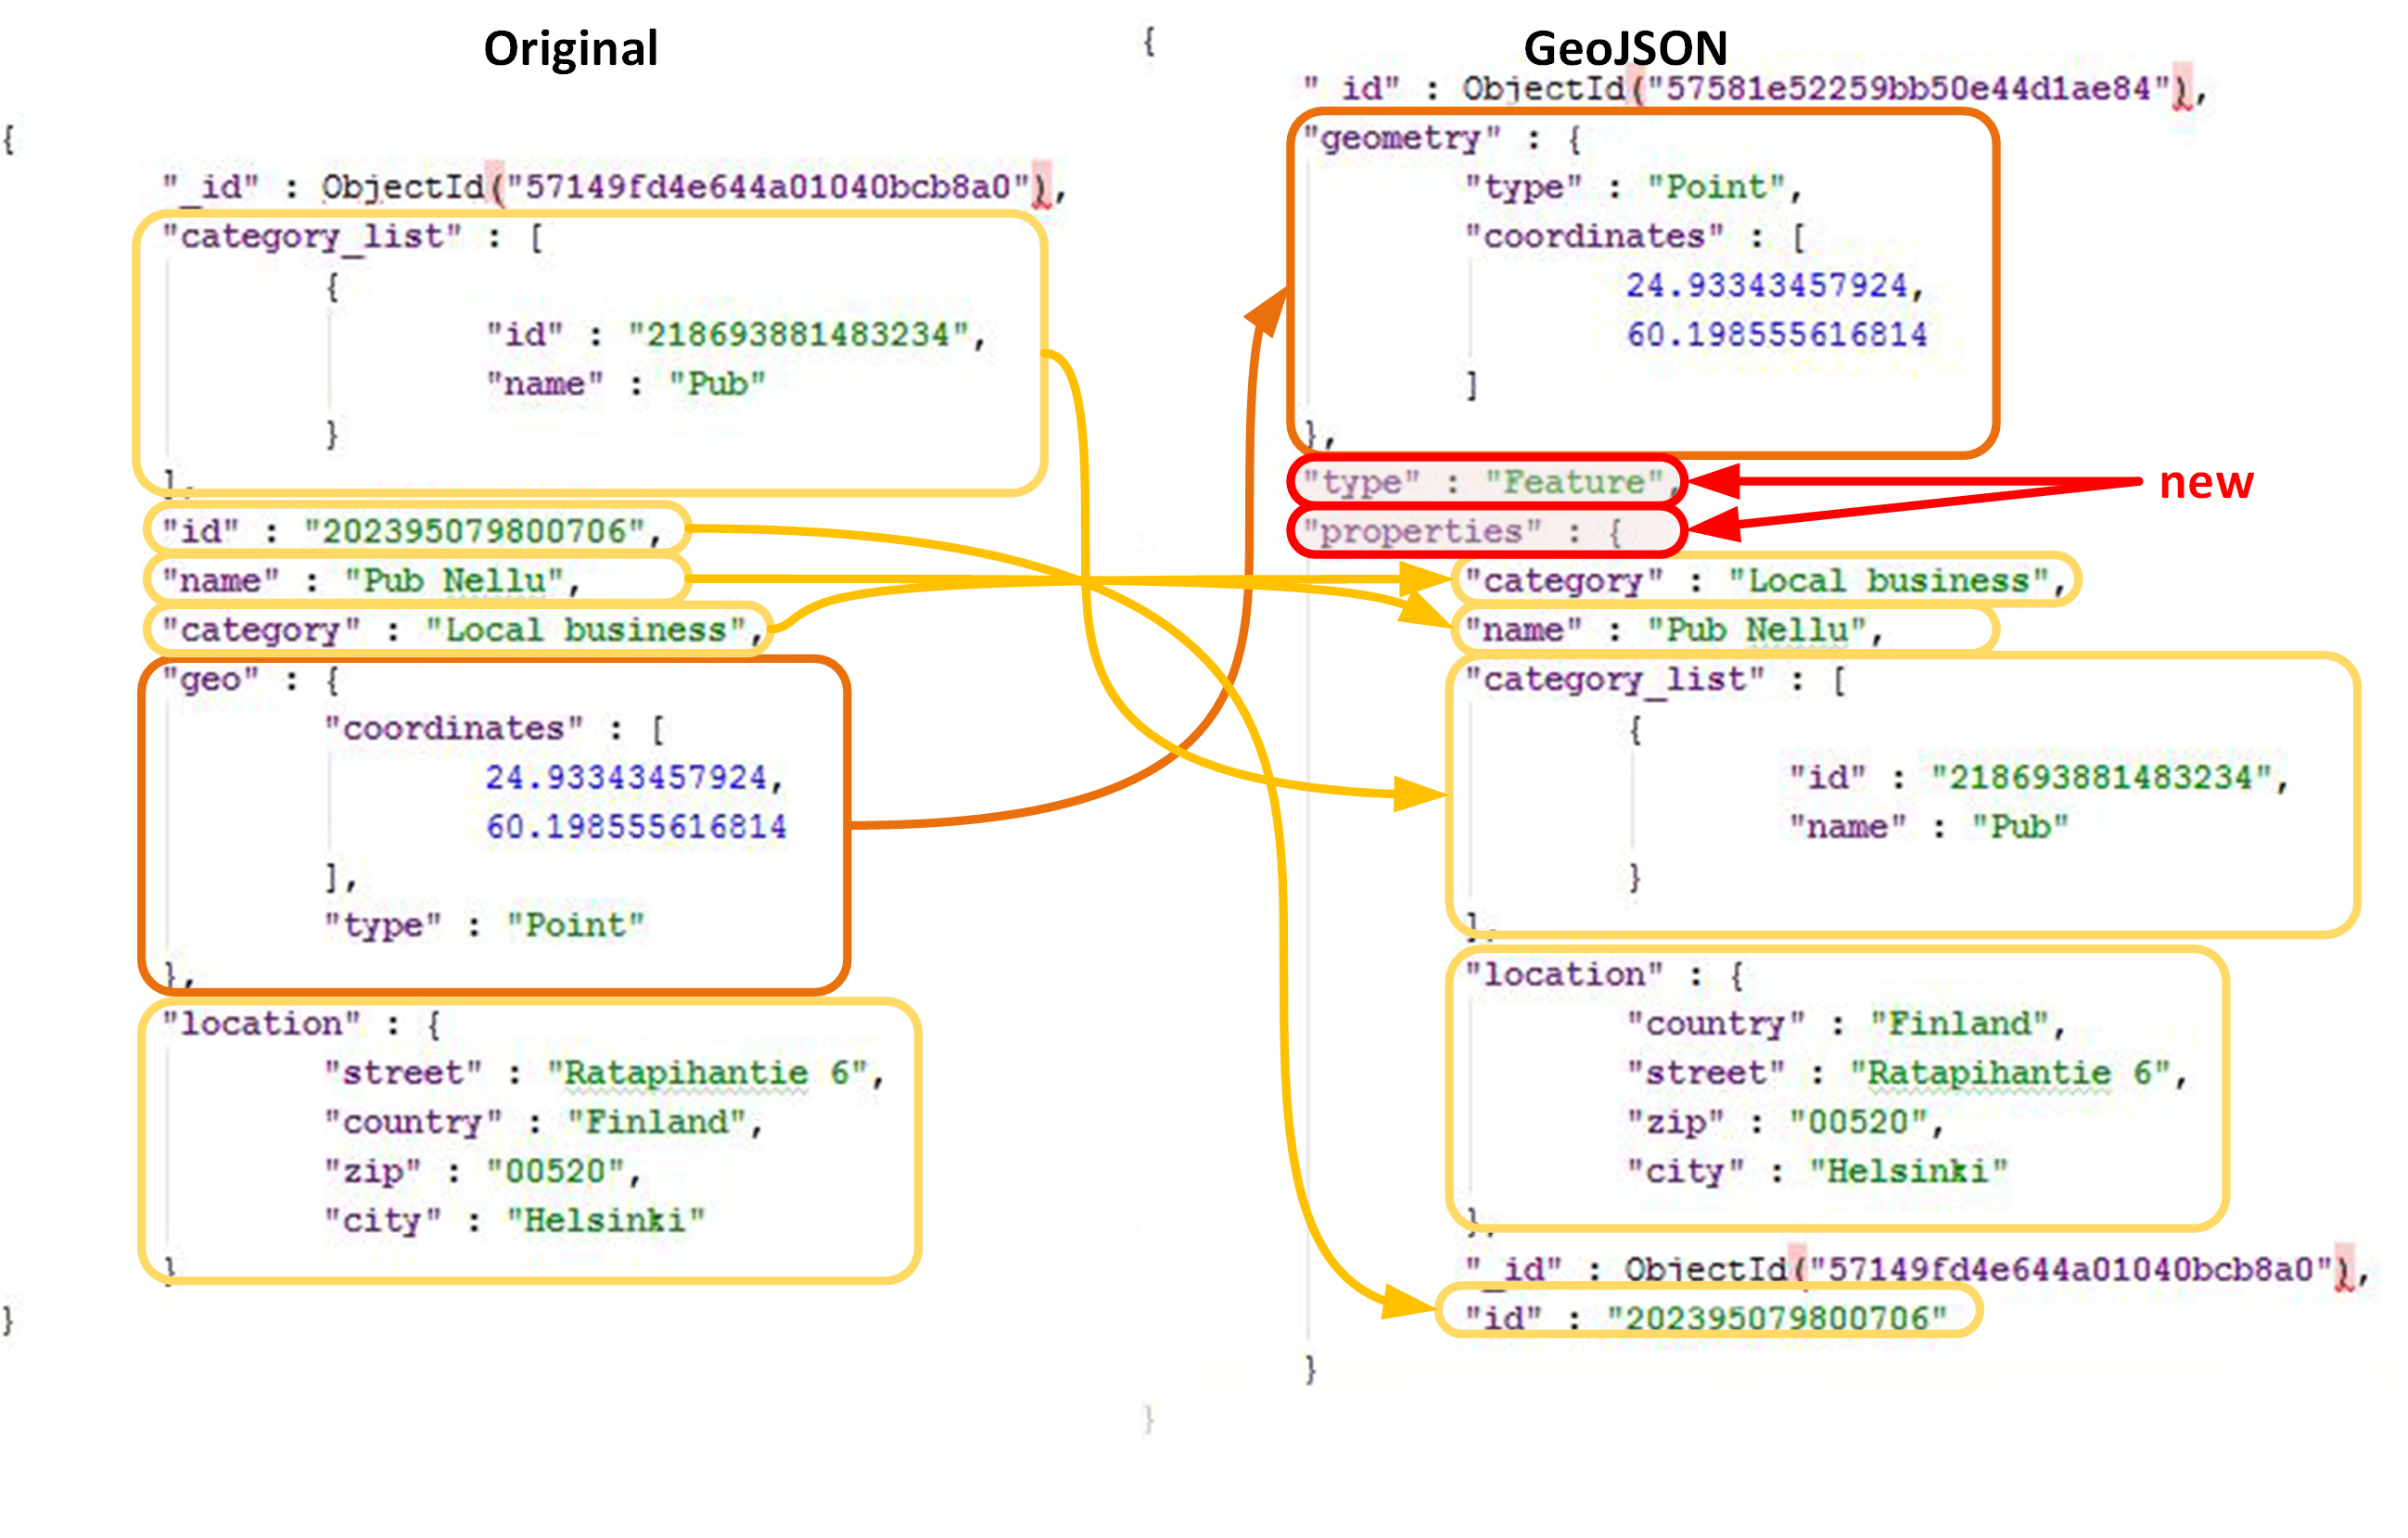 Original
{
"_id" : ObjectId("57149fd4e644a01040bcb8a0"),
"category_list" : [
{
"id" : "218693881483234",
"name" : "Pub"
}
],
"id" : "202395079800706",
"name" : "Pub Nellu",
"category" : "Local business",
"geo" : {
"coordinates" : [
24.93343457924,
60.198555616814
],
"type" : "Point"
},
"location" : {
"street" : "Ratapihantie 6",
"country" : "Finland",
"zip" : "00520",
"city" : "Helsinki"
}
}
GeoJSON
{
"_id" : ObjectId("57581e52259bb50e44d1ae84"),
"geometry" : {
"type" : "Point",
"coordinates" : [
24.93343457924,
60.198555616814
]
},
"type" : "Feature",
"properties" : {
new
"category" : "Local business",
"name" : "Pub Nellu",
"category_list" : [
{
"id" : "218693881483234",
"name" : "Pub"
}
],
"location" : {
"country" : "Finland",
"street" : "Ratapihantie 6",
"zip" : "00520",
"city" : "Helsinki"
},
"_id" : ObjectId("57149fd4e644a01040bcb8a0"),
"id" : "202395079800706"
}
}